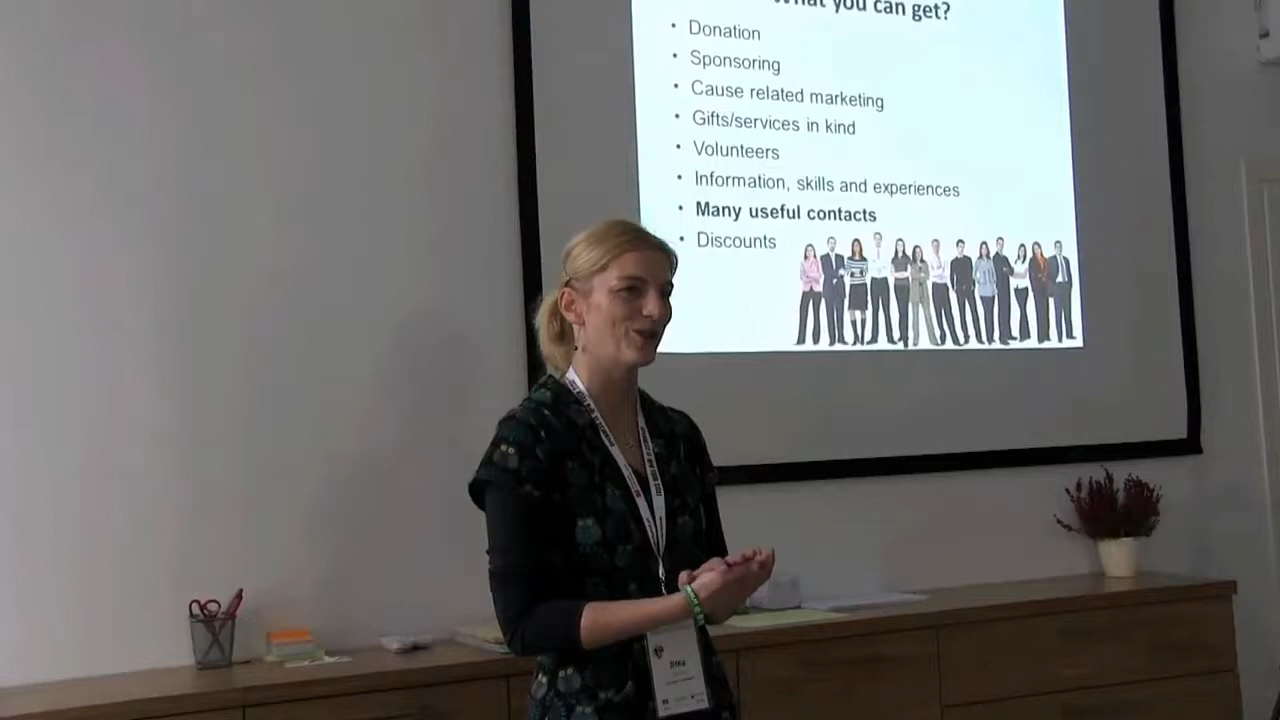 What you can get?
• Donation
• Sponsoring
• Cause related marketing
• Gifts/services in kind
• Volunteers
• Information, skills and experiences
• Many useful contacts
• Discounts
Jitka